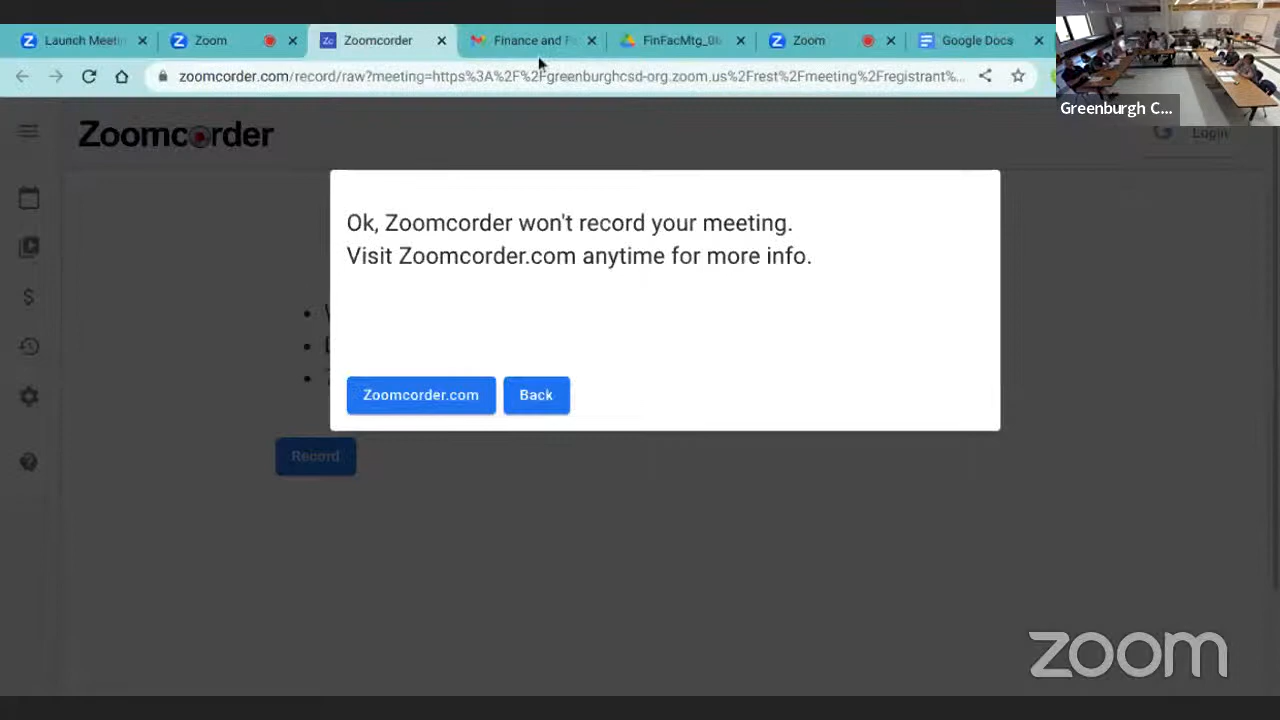 Launch Meetin
Zoom
Zoomcorder
Finance and F
FinFacMtg_06
Zoom
Google Docs
zoomcorder.com/record/raw?meeting=https%3A%2F%2Fgreenburghcsd-org.zoom.us%2Frest%2Fmeeting%2Fregistrant%...
Greenburgh C...
Zoomcorder
Login
Ok, Zoomcorder won't record your meeting.
Visit Zoomcorder.com anytime for more info.
Zoomcorder.com
Back
Record
zoom